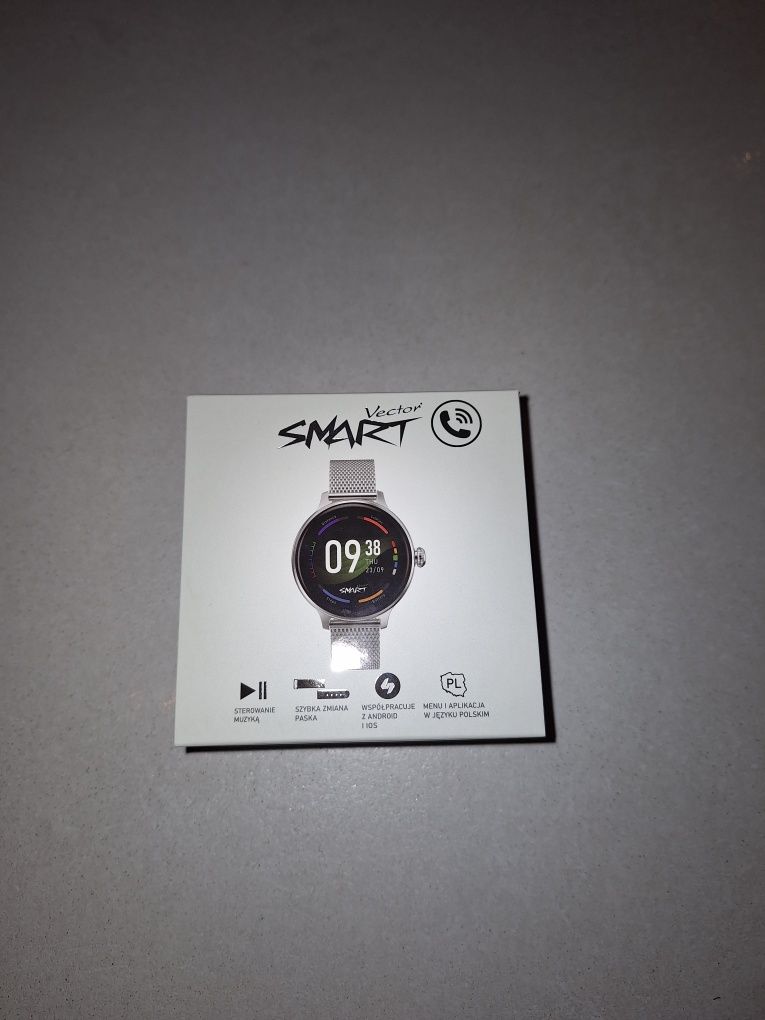 Vector
SMART
09 38
THU
23/09
SMART
STEROWANIE
MUZYKĄ
SZYBKA ZMIANA
PASKA
WSPÓŁPRACUJE
Z ANDROID
I IOS
PL
MENU I APLIKACJA
W JĘZYKU POLSKIM